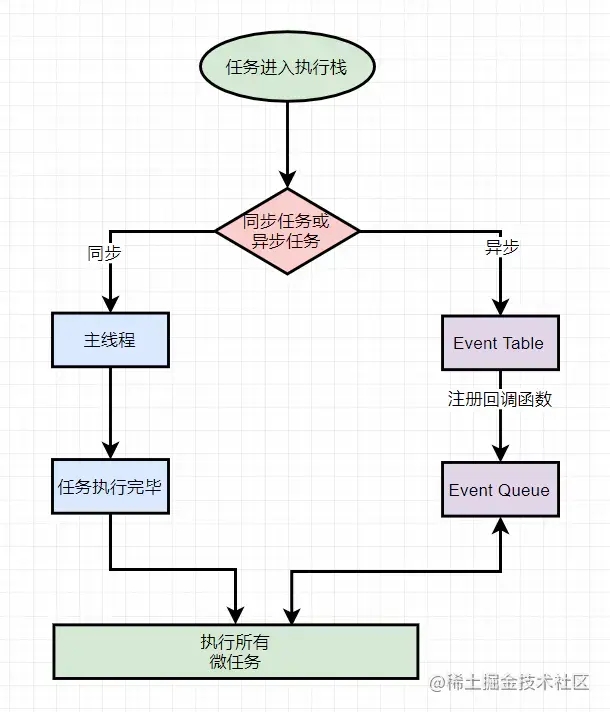 任务进入执行栈
同步任务或
异步任务
同步
异步
主线程
Event Table
注册回调函数
任务执行完毕
Event Queue
执行所有
微任务
@稀土掘金技术社区